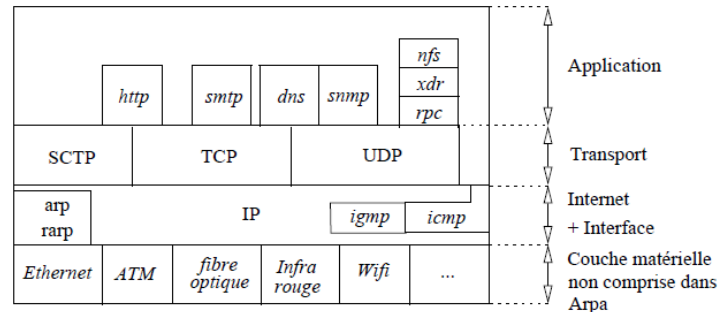 nfs
xdr
rpc
http
smtp
dns
snmp
Application
SCTP
TCP
UDP
Transport
arp
rarp
IP
igmp
icmp
Internet
+ Interface
Ethernet
ATM
fibre
optique
Infra
rouge
Wifi
...
Couche matérielle
non comprise dans
Arpa